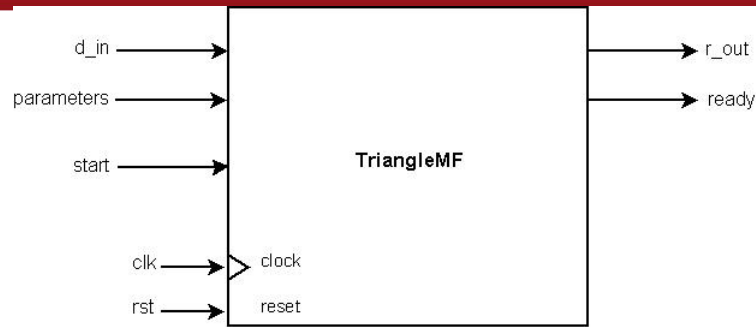 d_in
r_out
parameters
ready
start
TriangleMF
clk
clock
rst
reset